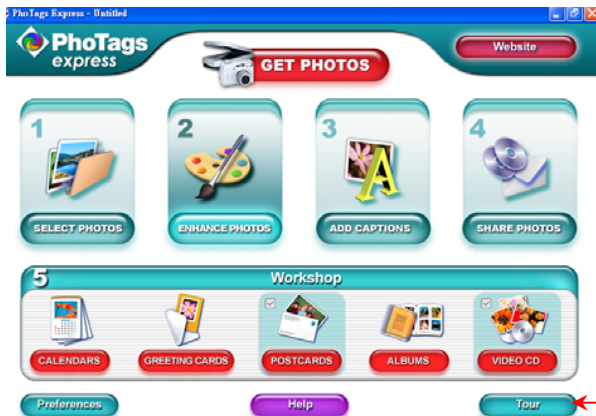 PhoTags Express - Untitled
PhoTags
express
GET PHOTOS
Website
1
2
3
4
SELECT PHOTOS
ENHANCE PHOTOS
ADD CAPTIONS
SHARE PHOTOS
5
Workshop
CALENDARS
GREETING CARDS
POSTCARDS
ALBUMS
VIDEO CD
Preferences
Help
Tour